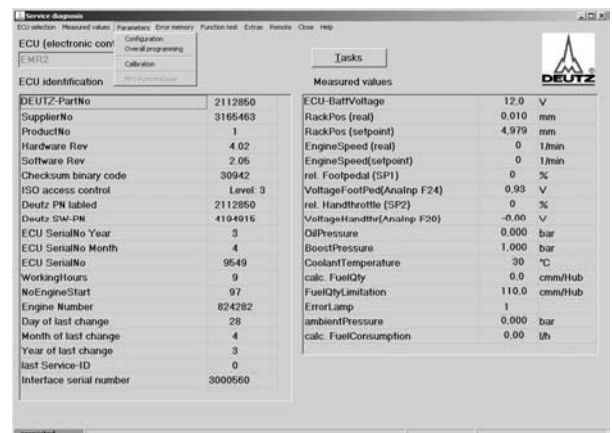 Service diagnosis
ECU selection Measured values Parameters Error memory Function test Extras Remote Close Help
Configuration
Overall programming
Calibration
ECU (electronic con
EMR2
Tasks
DEUTZ
ECU identification
Measured values
DEUTZ-PartNo 2112850
SupplierNo 3165463
ProductNo 1
Hardware Rev 4.02
Software Rev 2.05
Checksum binary code 30942
ISO access control Level: 3
Deutz PN labled 2112850
Deutz SW-PN 4194915
ECU SerialNo Year 3
ECU SerialNo Month 4
ECU SerialNo 9549
WorkingHours 9
NoEngineStart 97
Engine Number 824282
Day of last change 28
Month of last change 4
Year of last change 3
last Service-ID 0
Interface serial number 3000560
ECU-BattVoltage 12,0 V
RackPos (real) 0,010 mm
RackPos (setpoint) 4,979 mm
EngineSpeed (real) 0 1/min
EngineSpeed(setpoint) 0 1/min
rel. Footpedal (SP1) 0 %
VoltageFootPed(AnaInp F24) 0,93 V
rel. Handthrottle (SP2) 0 %
VoltageHandthr(AnaInp F20) -0,00 V
OilPressure 0,000 bar
BoostPressure 1,000 bar
CoolantTemperature 30 °C
calc. FuelQty 0,0 cmm/Hub
FuelQtyLimitation 110,0 cmm/Hub
ErrorLamp 1
ambientPressure 0,000 bar
calc. FuelConsumption 0,00 l/h